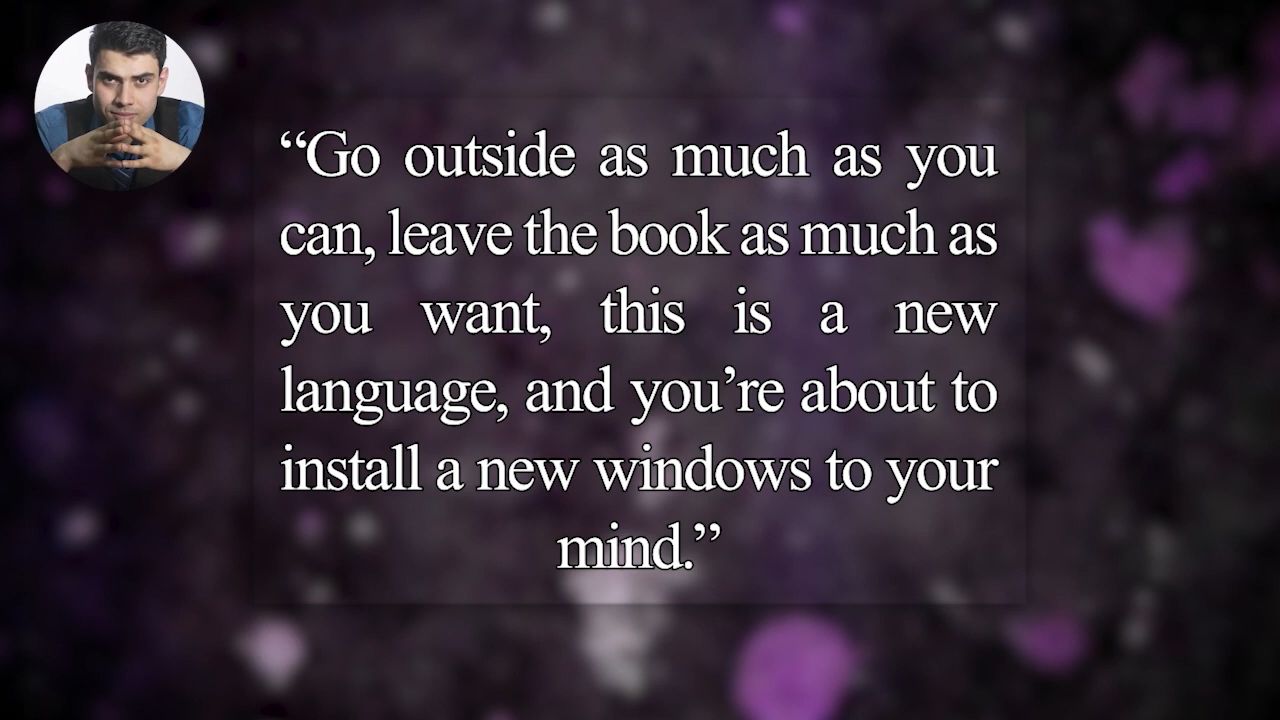 “Go outside as much as you
can, leave the book as much as
you want, this is a new
language, and you’re about to
install a new windows to your
mind.”